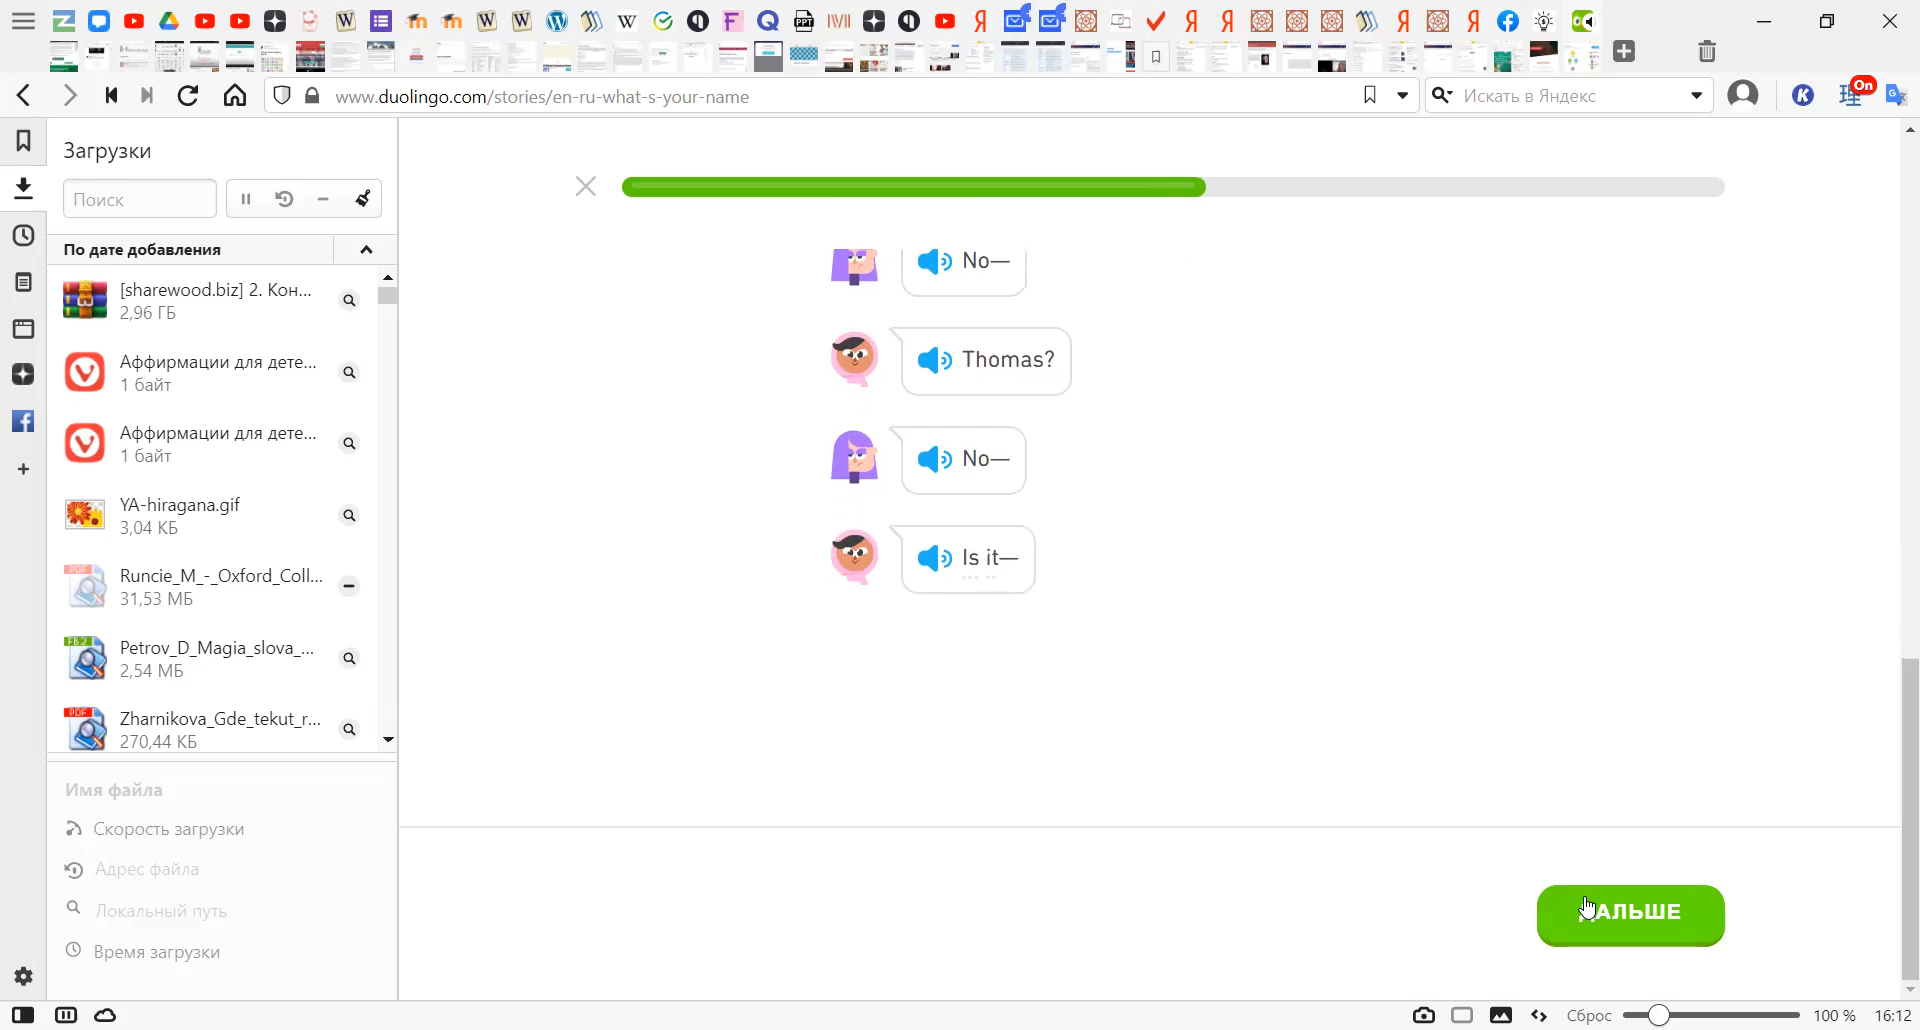 www.duolingo.com/stories/en-ru-what-s-your-name
Искать в Яндекс
On
Загрузки
Поиск
По дате добавления
[sharewood.biz] 2. Кон...
2,96 ГБ
Аффирмации для дете...
1 байт
Аффирмации для дете...
1 байт
YA-hiragana.gif
3,04 КБ
Runcie_M_-_Oxford_Coll...
31,53 МБ
Petrov_D_Magia_slova_...
2,54 МБ
Zharnikova_Gde_tekut_r...
270,44 КБ
Имя файла
Скорость загрузки
Адрес файла
Локальный путь
Время загрузки
No—
Thomas?
No—
Is it—
ДАЛЬШЕ
Сброс
100 %
16:12